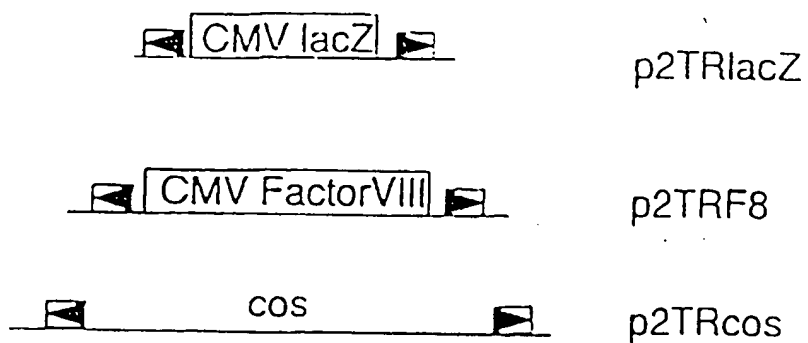 CMV lacZ p2TRlacZ
CMV FactorVIII p2TRF8
cos p2TRcos